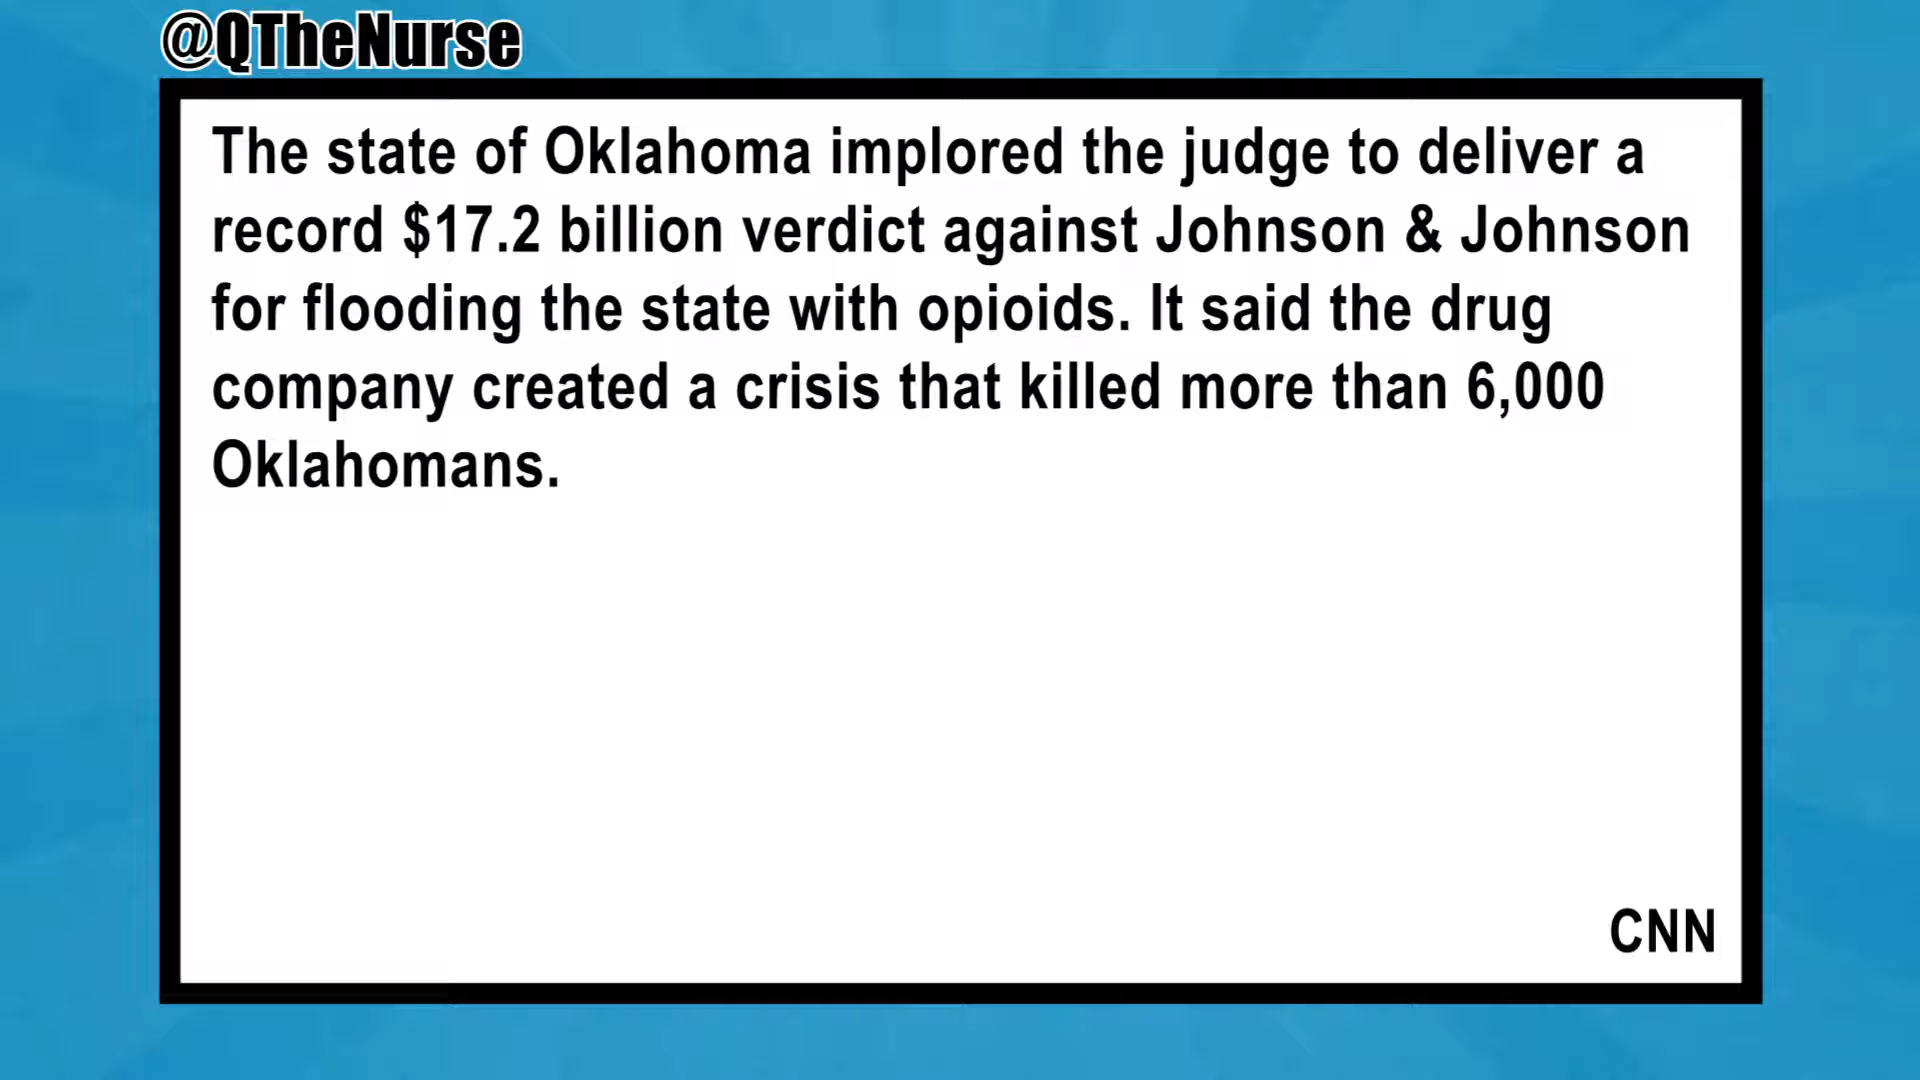 @QTheNurse
The state of Oklahoma implored the judge to deliver a
record $17.2 billion verdict against Johnson & Johnson
for flooding the state with opioids. It said the drug
company created a crisis that killed more than 6,000
Oklahomans.
CNN